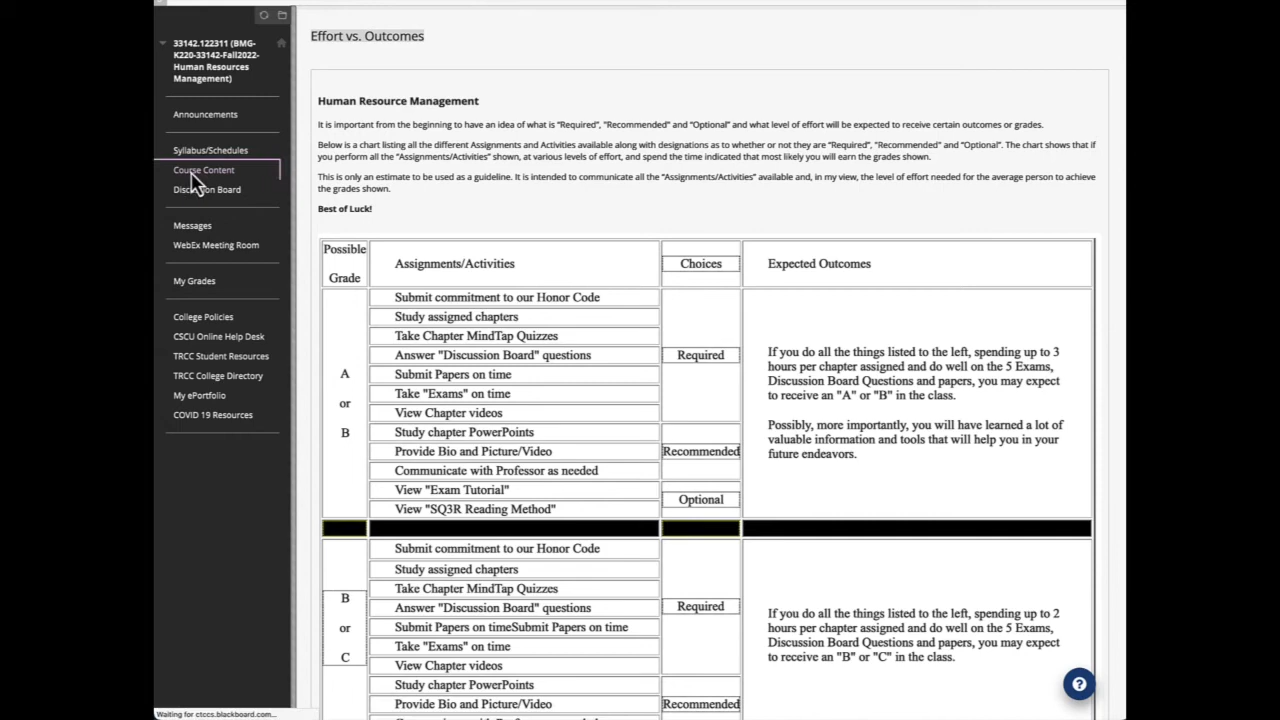 33142.122311 (BMG-
K220-33142-Fall2022-
Human Resources
Management)
Announcements
Syllabus/Schedules
Course Content
Discussion Board
Messages
WebEx Meeting Room
My Grades
College Policies
CSCU Online Help Desk
TRCC Student Resources
TRCC College Directory
My ePortfolio
COVID 19 Resources
Waiting for ctccs.blackboard.com...
Effort vs. Outcomes
Human Resource Management
It is important from the beginning to have an idea of what is "Required", "Recommended" and "Optional" and what level of effort will be expected to receive certain outcomes or grades.
Below is a chart listing all the different Assignments and Activities available along with designations as to whether or not they are "Required", "Recommended" or "Optional". The chart shows that if
you perform all the "Assignments/Activities" shown, at various levels of effort, and spend the time indicated that most likely you will earn the grades shown.
This is only an estimate to be used as a guideline. It is intended to communicate all the "Assignments/Activities" available and, in my view, the level of effort needed for the average person to achieve
the grades shown.
Best of Luck!
Possible
Grade
Assignments/Activities
Choices
Expected Outcomes
A
or
B
Submit commitment to our Honor Code
Study assigned chapters
Take Chapter MindTap Quizzes
Answer "Discussion Board" questions
Submit Papers on time
Take "Exams" on time
View Chapter videos
Study chapter PowerPoints
Provide Bio and Picture/Video
Communicate with Professor as needed
View "Exam Tutorial"
View "SQ3R Reading Method"
Required
Recommended
Optional
If you do all the things listed to the left, spending up to 3
hours per chapter assigned and do well on the 5 Exams,
Discussion Board Questions and papers, you may expect
to receive an "A" or "B" in the class.
Possibly, more importantly, you will have learned a lot of
valuable information and tools that will help you in your
future endeavors.
B
or
C
Submit commitment to our Honor Code
Study assigned chapters
Take Chapter MindTap Quizzes
Answer "Discussion Board" questions
Submit Papers on timeSubmit Papers on time
Take "Exams" on time
View Chapter videos
Study chapter PowerPoints
Provide Bio and Picture/Video
Required
Recommended
If you do all the things listed to the left, spending up to 2
hours per chapter assigned and do well on the 5 Exams,
Discussion Board Questions and papers, you may expect
to receive an "B" or "C" in the class.
?